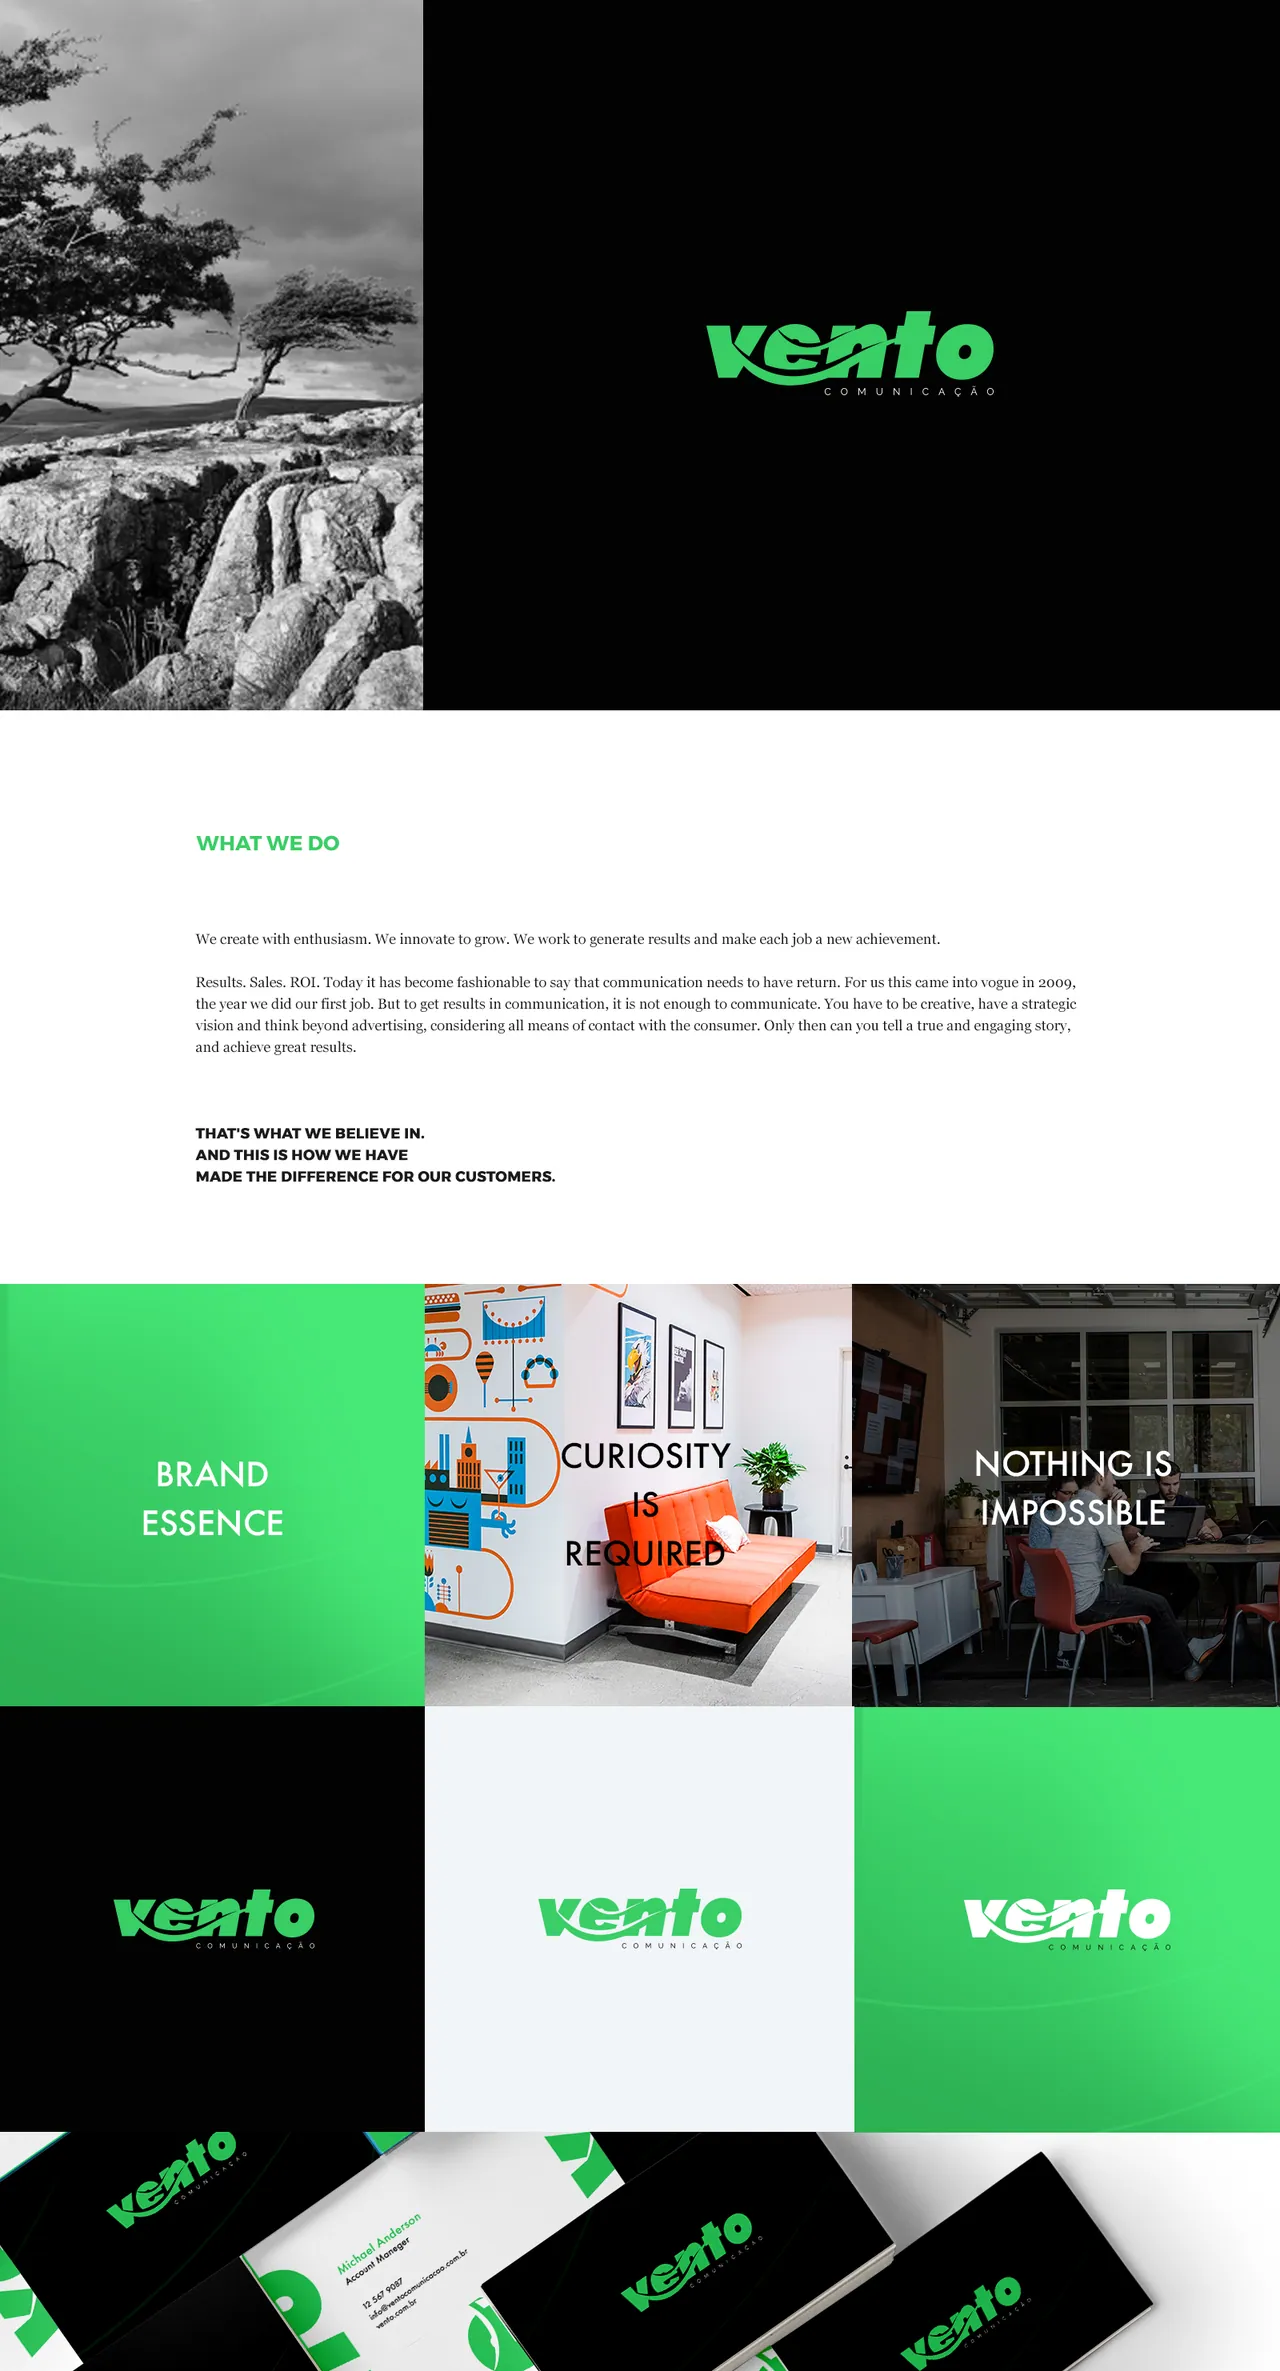 vento
COMUNICAÇÃO
WHAT WE DO
We create with enthusiasm. We innovate to grow. We work to generate results and make each job a new achievement.
Results. Sales. ROI. Today it has become fashionable to say that communication needs to have return. For us this came into vogue in 2009,
the year we did our first job. But to get results in communication, it is not enough to communicate. You have to be creative, have a strategic
vision and think beyond advertising, considering all means of contact with the consumer. Only then can you tell a true and engaging story,
and achieve great results.
THAT'S WHAT WE BELIEVE IN.
AND THIS IS HOW WE HAVE
MADE THE DIFFERENCE FOR OUR CUSTOMERS.
BRAND
ESSENCE
CURIOSITY
IS
REQUIRED
NOTHING IS
IMPOSSIBLE
vento
COMUNICAÇÃO
vento
COMUNICAÇÃO
vento
COMUNICAÇÃO
vento
COMUNICAÇÃO
Michael Anderson
Account Maneger
12 567 9087
info@ventocomunicacao.com.br
vento.com.br
vento
COMUNICAÇÃO
vento
COMUNICAÇÃO